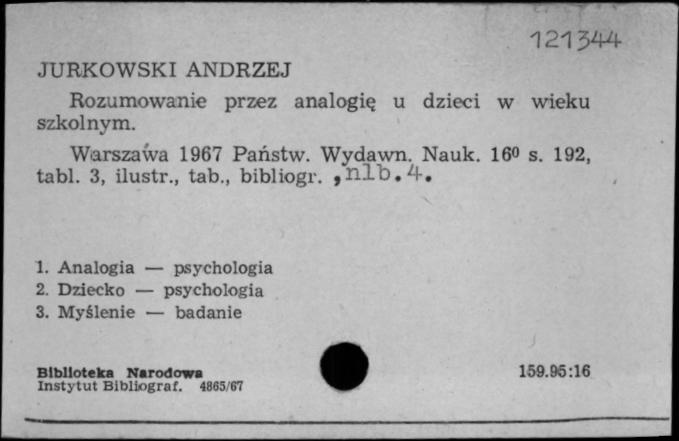 121344
JURKOWSKI ANDRZEJ
Rozumowanie przez analogię u dzieci w wieku
szkolnym.
Warszawa 1967 Państw. Wydawn. Nauk. 16⁰ s. 192,
tabl. 3, ilustr., tab., bibliogr. , nlb. 4.
1. Analogia — psychologia
2. Dziecko — psychologia
3. Myślenie — badanie
Biblioteka Narodowa
Instytut Bibliograf. 4865/67
159.95:16